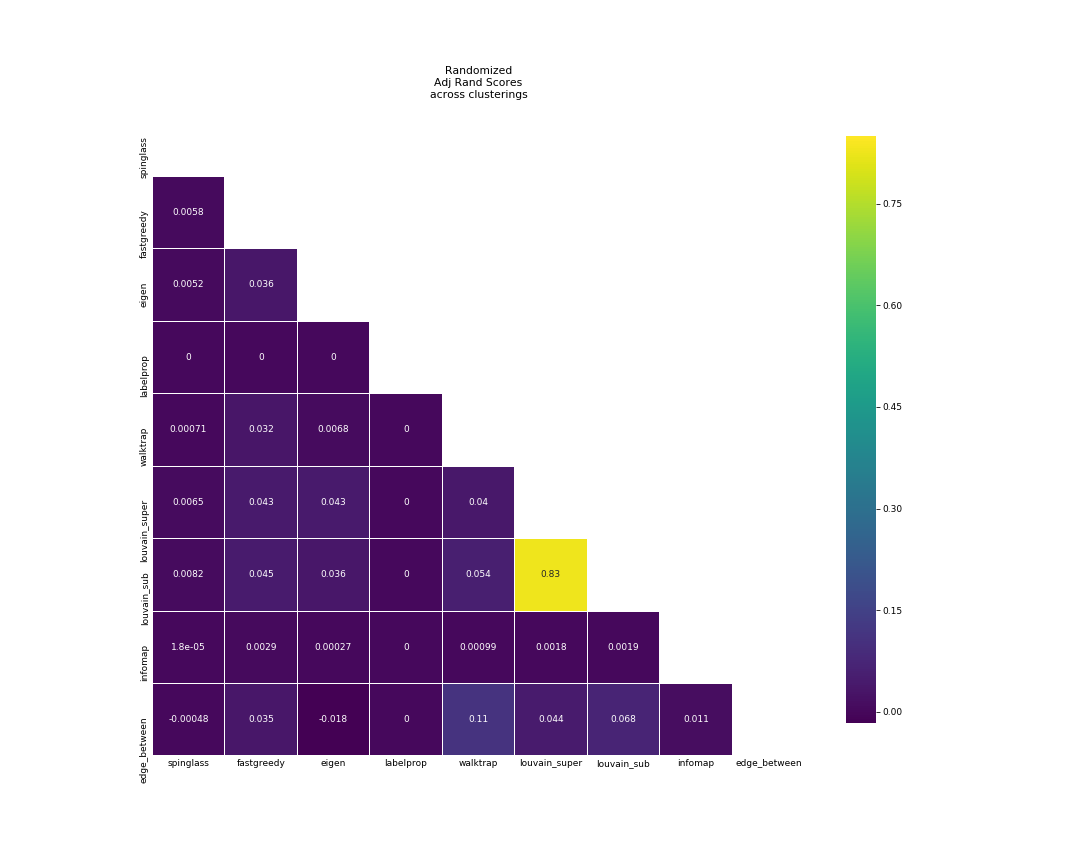 Randomized
Adj Rand Scores
across clusterings
spinglass
fastgreedy
0.0058
eigen
0.0052 0.036
labelprop
0 0 0
walktrap
0.00071 0.032 0.0068 0
louvain_super
0.0065 0.043 0.043 0 0.04
louvain_sub
0.0082 0.045 0.036 0 0.054 0.83
infomap
1.8e-05 0.0029 0.00027 0 0.00099 0.0018 0.0019
edge_between
-0.00048 0.035 -0.018 0 0.11 0.044 0.068 0.011
spinglass fastgreedy eigen labelprop walktrap louvain_super louvain_sub infomap edge_between
0.75
0.60
0.45
0.30
0.15
0.00